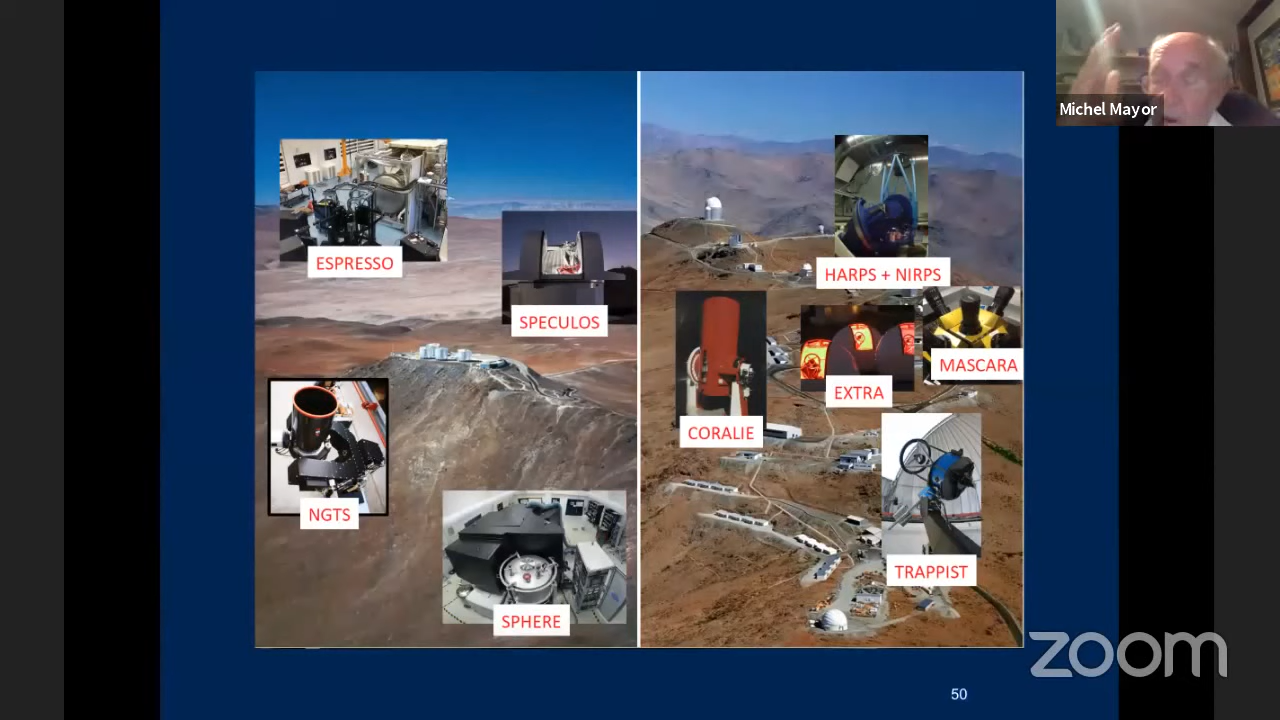 Michel Mayor
ESPRESSO
SPECULOS
NGTS
SPHERE
HARPS + NIRPS
MASCARA
EXTRA
CORALIE
TRAPPIST
zoom
50